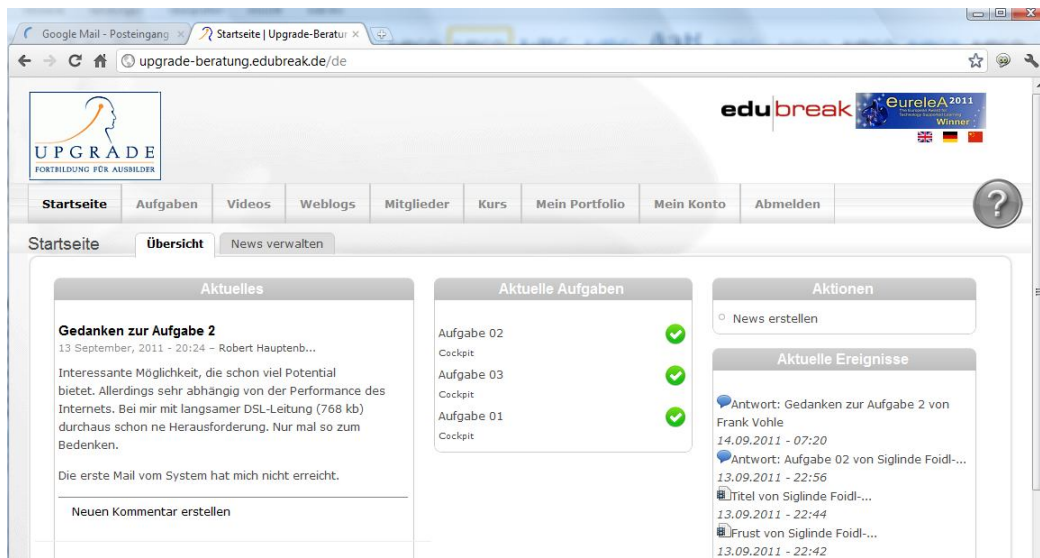 Google Mail - Posteingang
Startseite | Upgrade-Beratur
upgrade-beratung.edubreak.de/de
UPGRADE
FORTBILDUNG FÜR AUSBILDER
edubreak
eureleA 2011
Winner
Startseite
Aufgaben
Videos
Weblogs
Mitglieder
Kurs
Mein Portfolio
Mein Konto
Abmelden
?
Startseite
Übersicht
News verwalten
Aktuelles
Gedanken zur Aufgabe 2
13 September, 2011 - 20:24 – Robert Hauptenb...
Interessante Möglichkeit, die schon viel Potential
bietet. Allerdings sehr abhängig von der Performance des
Internets. Bei mir mit langsamer DSL-Leitung (768 kb)
durchaus schon ne Herausforderung. Nur mal so zum
Bedenken.
Die erste Mail vom System hat mich nicht erreicht.
Neuen Kommentar erstellen
Aktuelle Aufgaben
Aufgabe 02
Cockpit
Aufgabe 03
Cockpit
Aufgabe 01
Cockpit
Aktionen
News erstellen
Aktuelle Ereignisse
Antwort: Gedanken zur Aufgabe 2 von
Frank Vohle
14.09.2011 - 07:20
Antwort: Aufgabe 02 von Siglinde Foidl-...
13.09.2011 - 22:56
Titel von Siglinde Foidl-...
13.09.2011 - 22:44
Frust von Siglinde Foidl-...
13.09.2011 - 22:42